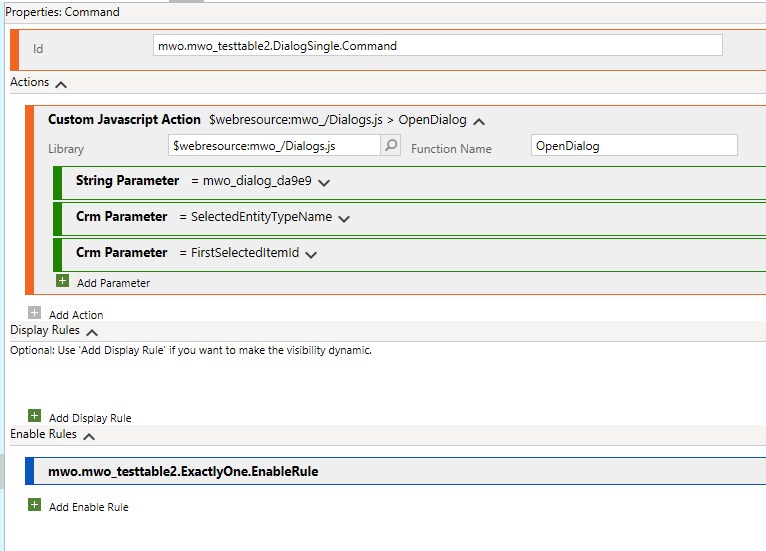 Properties: Command
Id mwo.mwo_testtable2.DialogSingle.Command
Actions
Custom Javascript Action $webresource:mwo_/Dialogs.js > OpenDialog
Library $webresource:mwo_/Dialogs.js Function Name OpenDialog
String Parameter = mwo_dialog_da9e9
Crm Parameter = SelectedEntityTypeName
Crm Parameter = FirstSelectedItemId
Add Parameter
Add Action
Display Rules
Optional: Use 'Add Display Rule' if you want to make the visibility dynamic.
Add Display Rule
Enable Rules
mwo.mwo_testtable2.ExactlyOne.EnableRule
Add Enable Rule